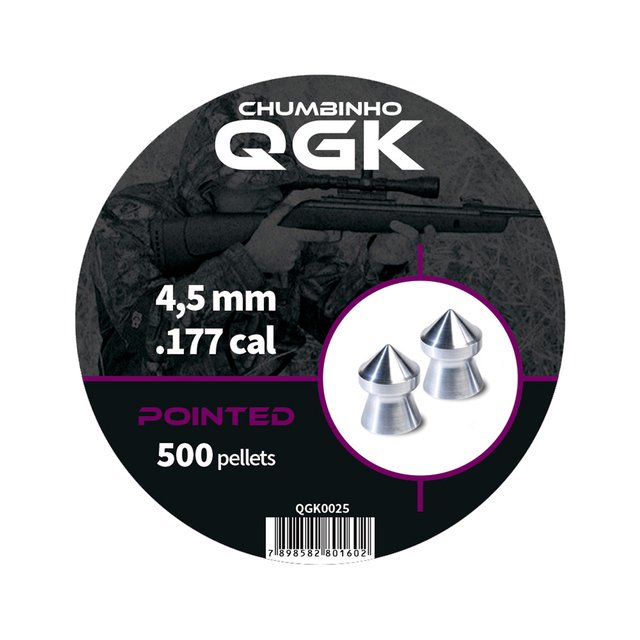 CHUMBINHO
QGK
4,5 mm
.177 cal
POINTED
500 pellets
QGK0025
7 898582 801602